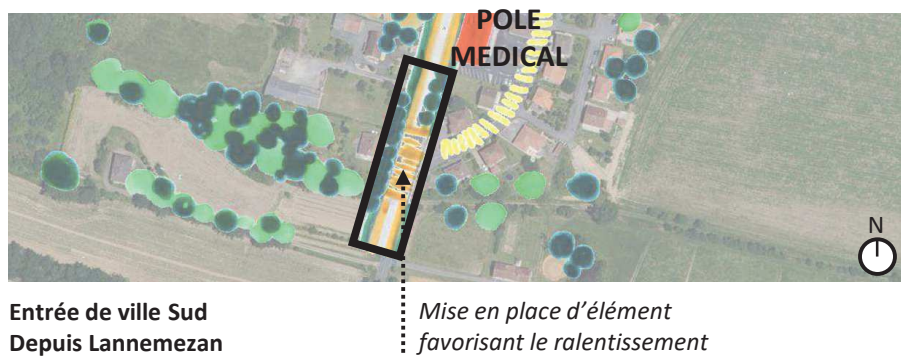 POLE
MEDICAL
N
Entrée de ville Sud
Depuis Lannemezan
Mise en place d'élément
favorisant le ralentissement